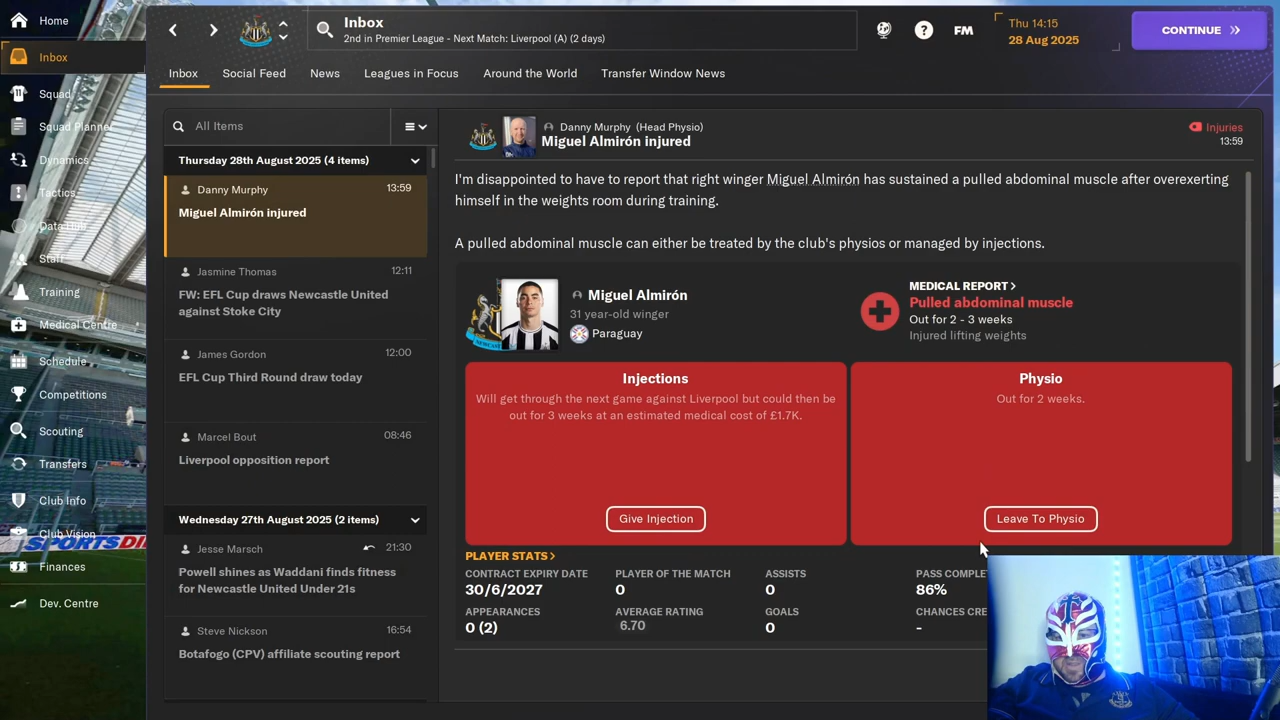 Home
Inbox
Squad
Squad Planner
Dynamics
Tactics
Data Hub
Staff
Training
Medical Centre
Schedule
Competitions
Scouting
Transfers
Club Info
Club Vision
SPORTS DI
Finances
Dev. Centre
Inbox
2nd in Premier League - Next Match: Liverpool (A) (2 days)
?
FM
Thu 14:15
28 Aug 2025
CONTINUE
Inbox
Social Feed
News
Leagues in Focus
Around the World
Transfer Window News
All Items
Thursday 28th August 2025 (4 items)
Danny Murphy 13:59
Miguel Almirón injured
Jasmine Thomas 12:11
FW: EFL Cup draws Newcastle United
against Stoke City
James Gordon 12:00
EFL Cup Third Round draw today
Marcel Bout 08:46
Liverpool opposition report
Wednesday 27th August 2025 (2 items)
Jesse Marsch 21:30
Powell shines as Waddani finds fitness
for Newcastle United Under 21s
Steve Nickson 16:54
Botafogo (CPV) affiliate scouting report
Danny Murphy (Head Physio)
Miguel Almirón injured
Injuries
13:59
I'm disappointed to have to report that right winger Miguel Almirón has sustained a pulled abdominal muscle after overexerting
himself in the weights room during training.
A pulled abdominal muscle can either be treated by the club's physios or managed by injections.
Miguel Almirón
31 year-old winger
Paraguay
MEDICAL REPORT >
Pulled abdominal muscle
Out for 2 - 3 weeks
Injured lifting weights
Injections
Will get through the next game against Liverpool but could then be
out for 3 weeks at an estimated medical cost of £1.7K.
Give Injection
Physio
Out for 2 weeks.
Leave To Physio
PLAYER STATS >
CONTRACT EXPIRY DATE
30/6/2027
PLAYER OF THE MATCH
0
ASSISTS
0
PASS COMPLE
86%
APPEARANCES
0 (2)
AVERAGE RATING
6.70
GOALS
0
CHANCES CRE
-